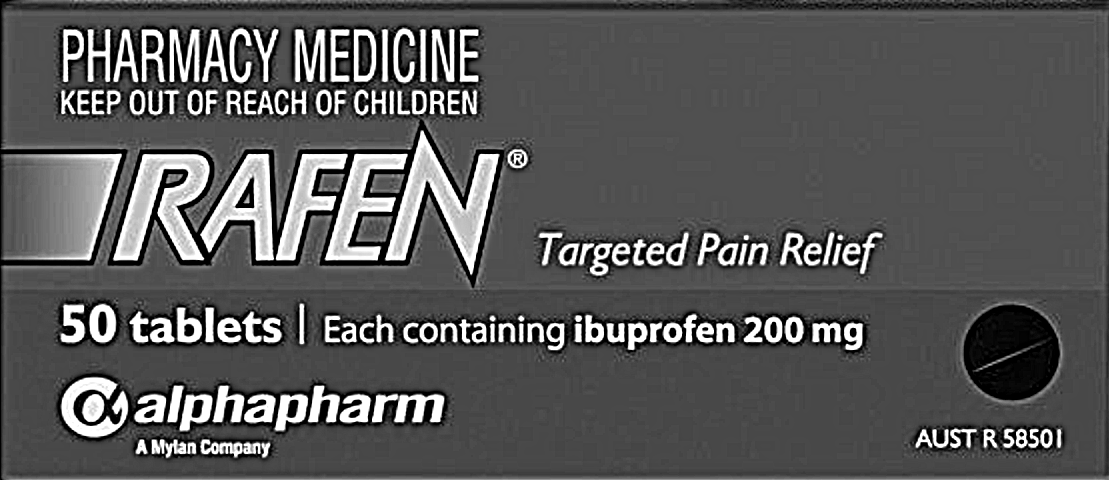 PHARMACY MEDICINE
KEEP OUT OF REACH OF CHILDREN
RAFEN®
Targeted Pain Relief
50 tablets | Each containing ibuprofen 200 mg
alphapharm
A Mylan Company
AUST R 58501